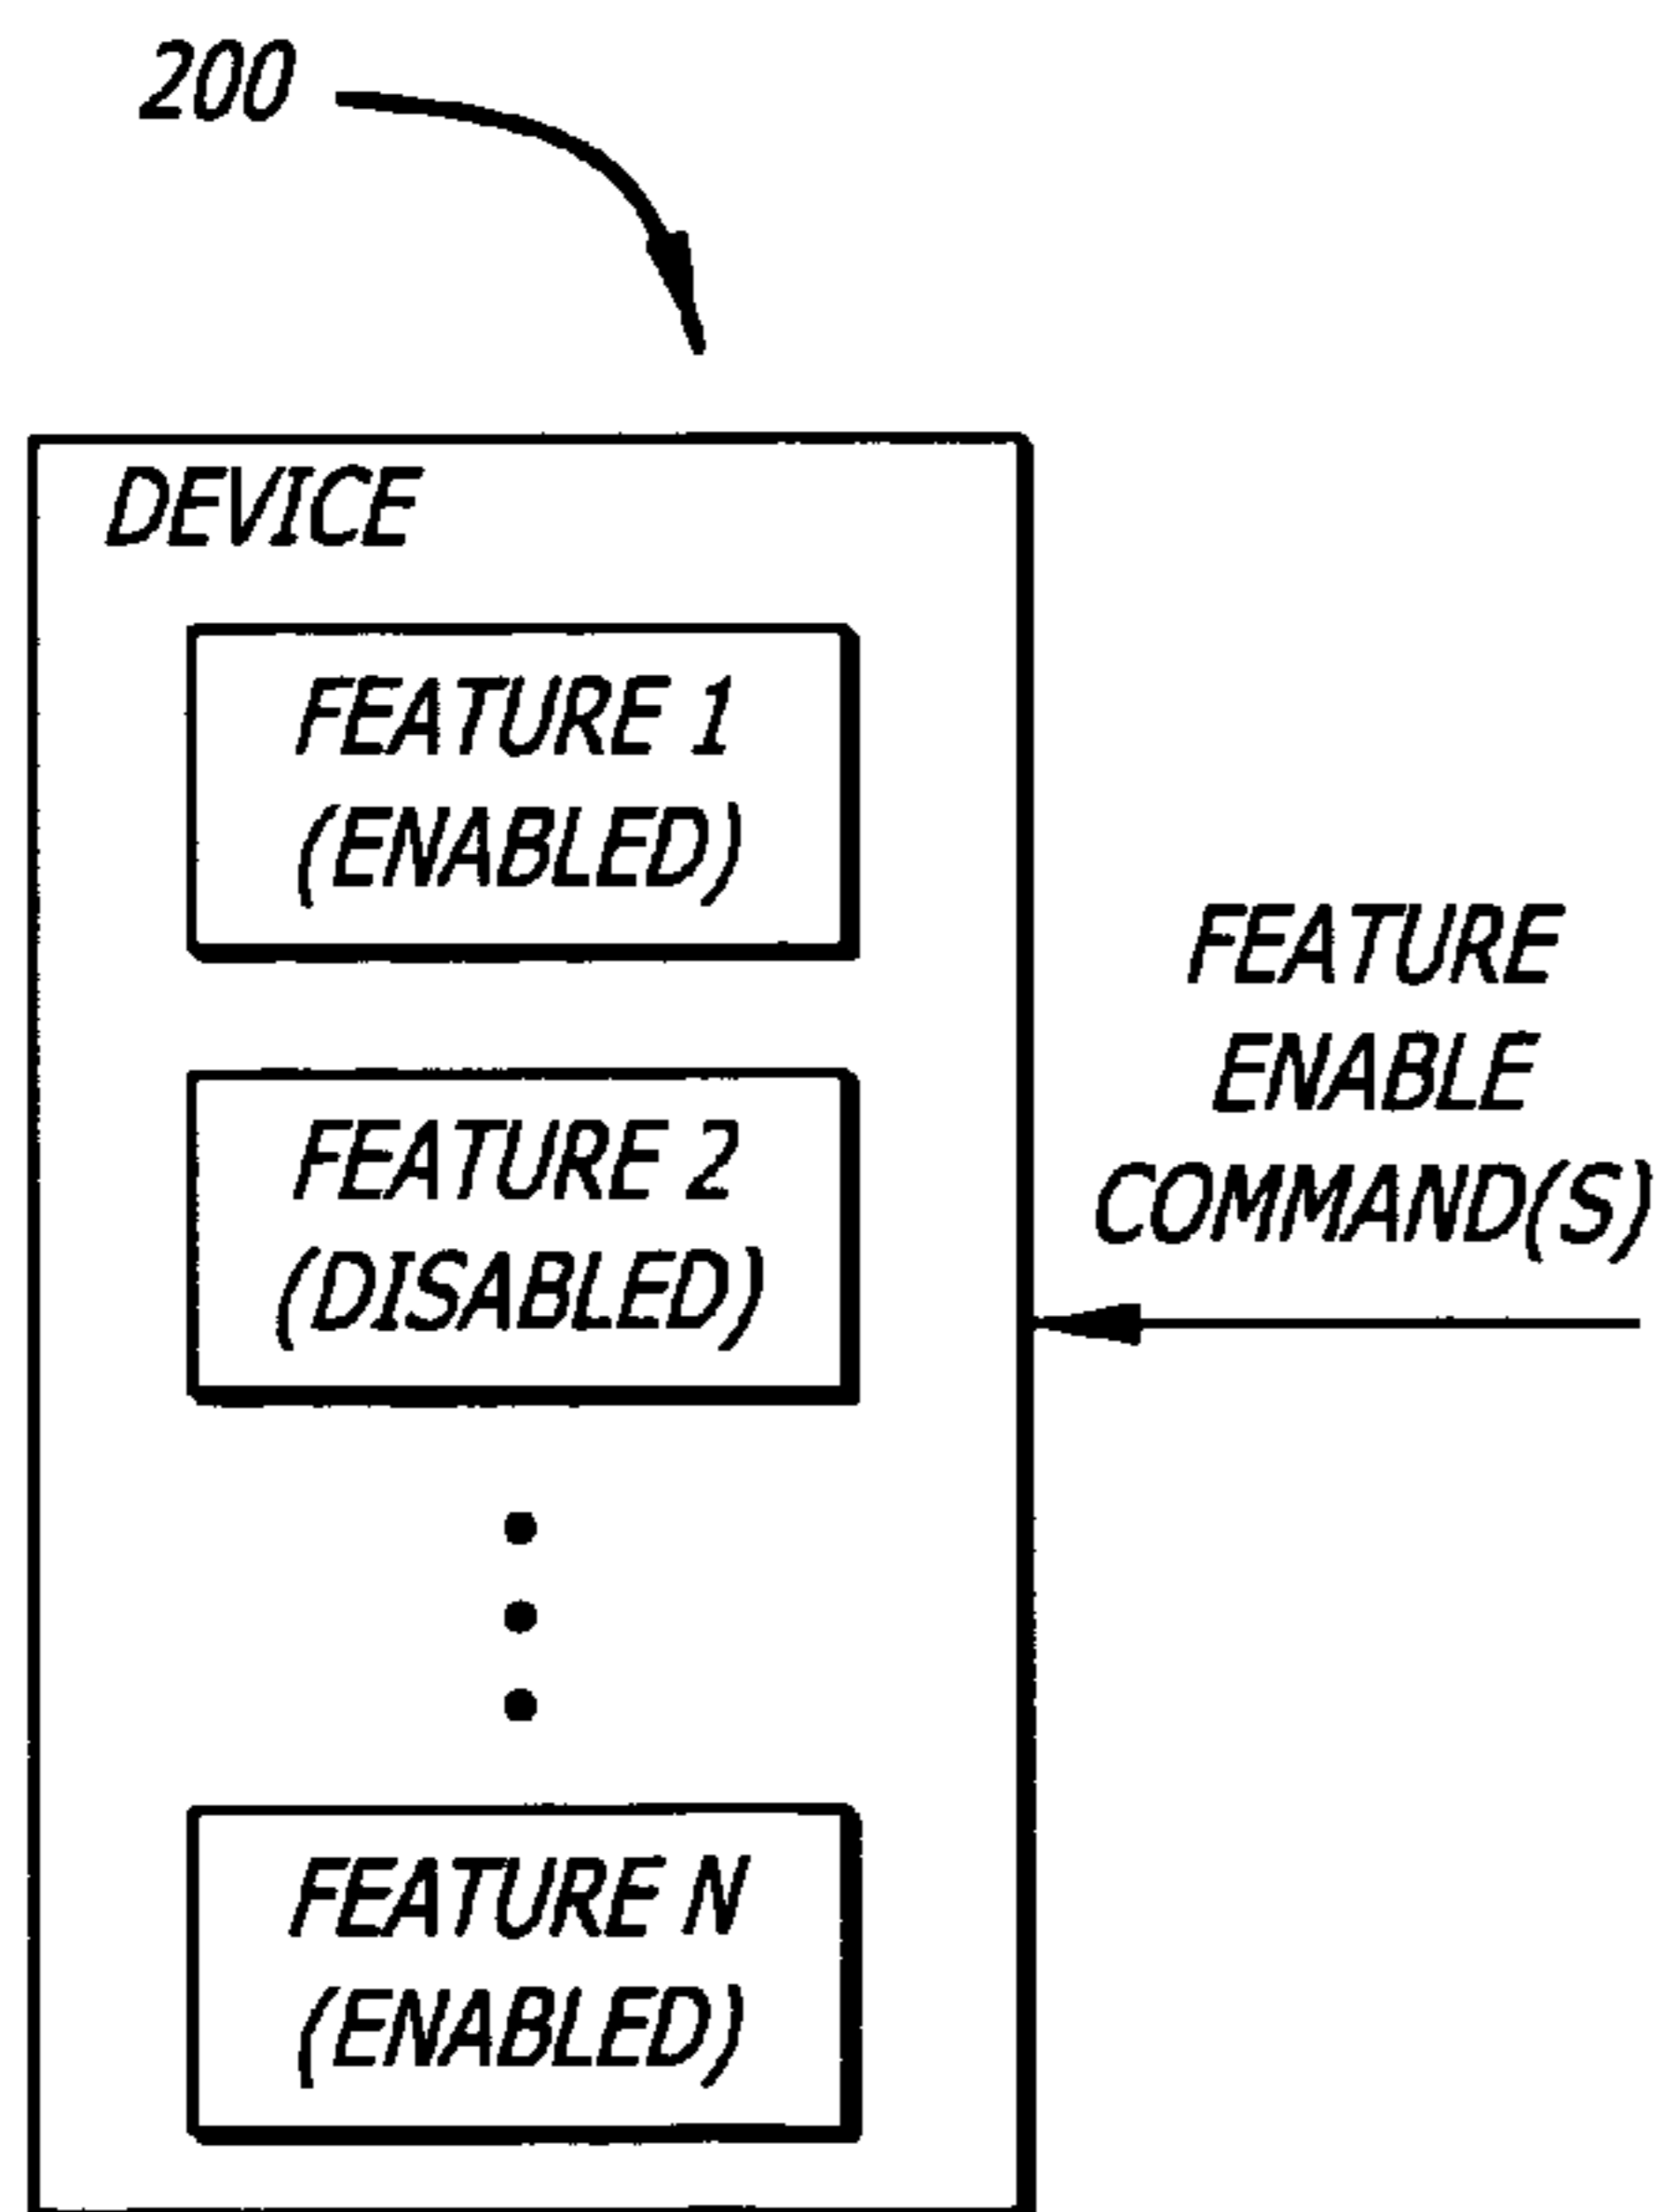 200
DEVICE
FEATURE 1
(ENABLED)
FEATURE 2
(DISABLED)
FEATURE N
(ENABLED)
FEATURE
ENABLE
COMMAND(S)